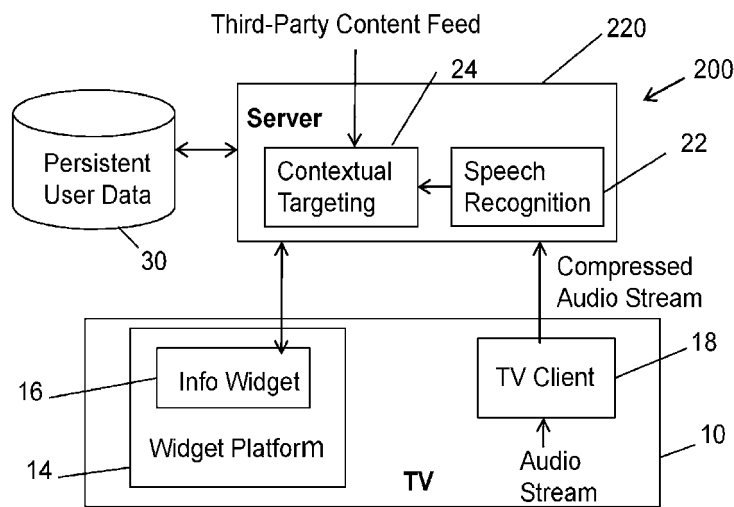 Third-Party Content Feed
220
24
200
Server
22
Persistent
User Data
Contextual
Targeting
Speech
Recognition
30
Compressed
Audio Stream
18
16
Info Widget
TV Client
Widget Platform
10
14
TV
Audio
Stream